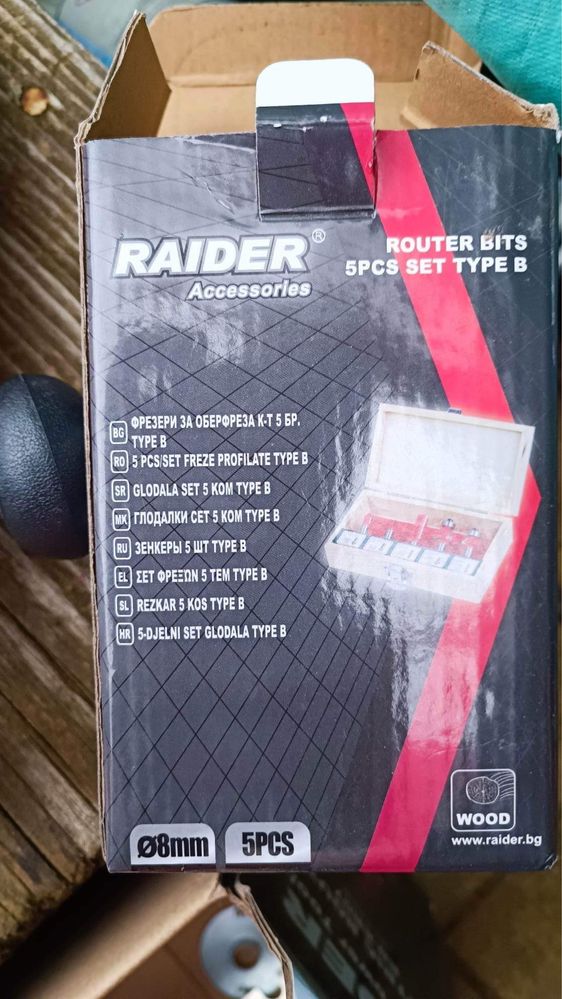 RAIDER®
Accessories
ROUTER BITS
5PCS SET TYPE B
BG ФРЕЗЕРИ ЗА ОБЕРФРЕЗА К-Т 5 БР.
TYPE B
RO 5 PCS/SET FREZE PROFILATE TYPE B
SR GLODALA SET 5 KOM TYPE B
MK ГЛОДАЛКИ СЕТ 5 КОМ TYPE B
RU ЗЕНКЕРЫ 5 ШТ TYPE B
EL ΣΕΤ ΦΡΕΖΩΝ 5 ΤΕΜ TYPE B
SL REZKAR 5 KOS TYPE B
HR 5-DJELNI SET GLODALA TYPE B
Ø8mm
5PCS
WOOD
www.raider.bg